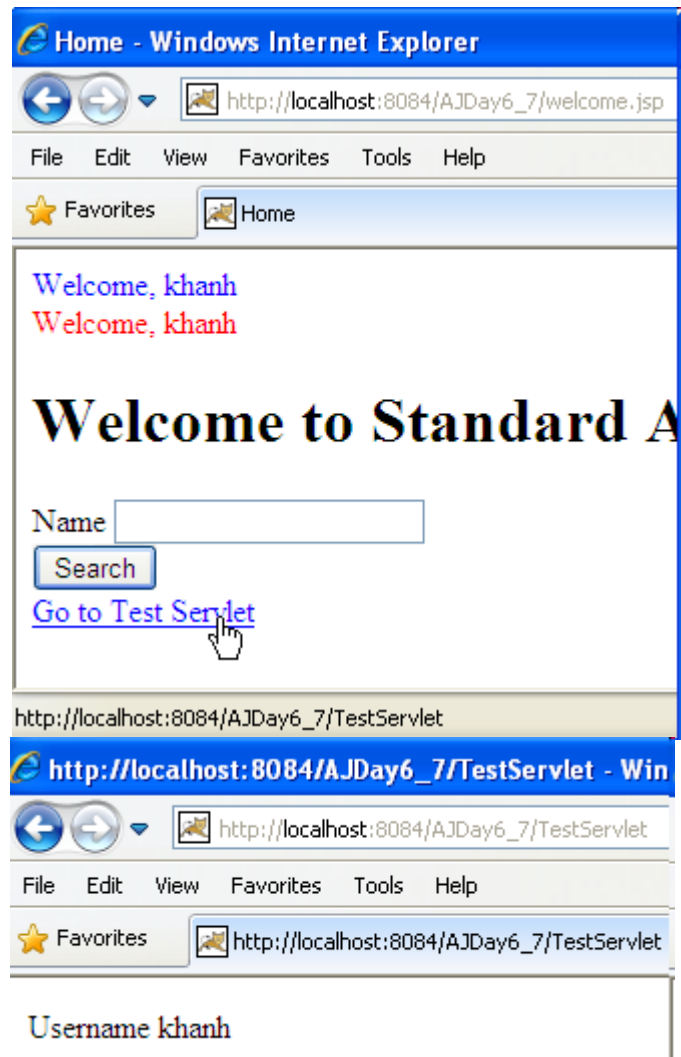 Home - Windows Internet Explorer
http://localhost:8084/AJDay6_7/welcome.jsp
File Edit View Favorites Tools Help
Favorites Home
Welcome, khanh
Welcome, khanh
Welcome to Standard A
Name
Search
Go to Test Servlet
http://localhost:8084/AJDay6_7/TestServlet
http://localhost:8084/AJDay6_7/TestServlet - Win
http://localhost:8084/AJDay6_7/TestServlet
File Edit View Favorites Tools Help
Favorites http://localhost:8084/AJDay6_7/TestServlet
Username khanh